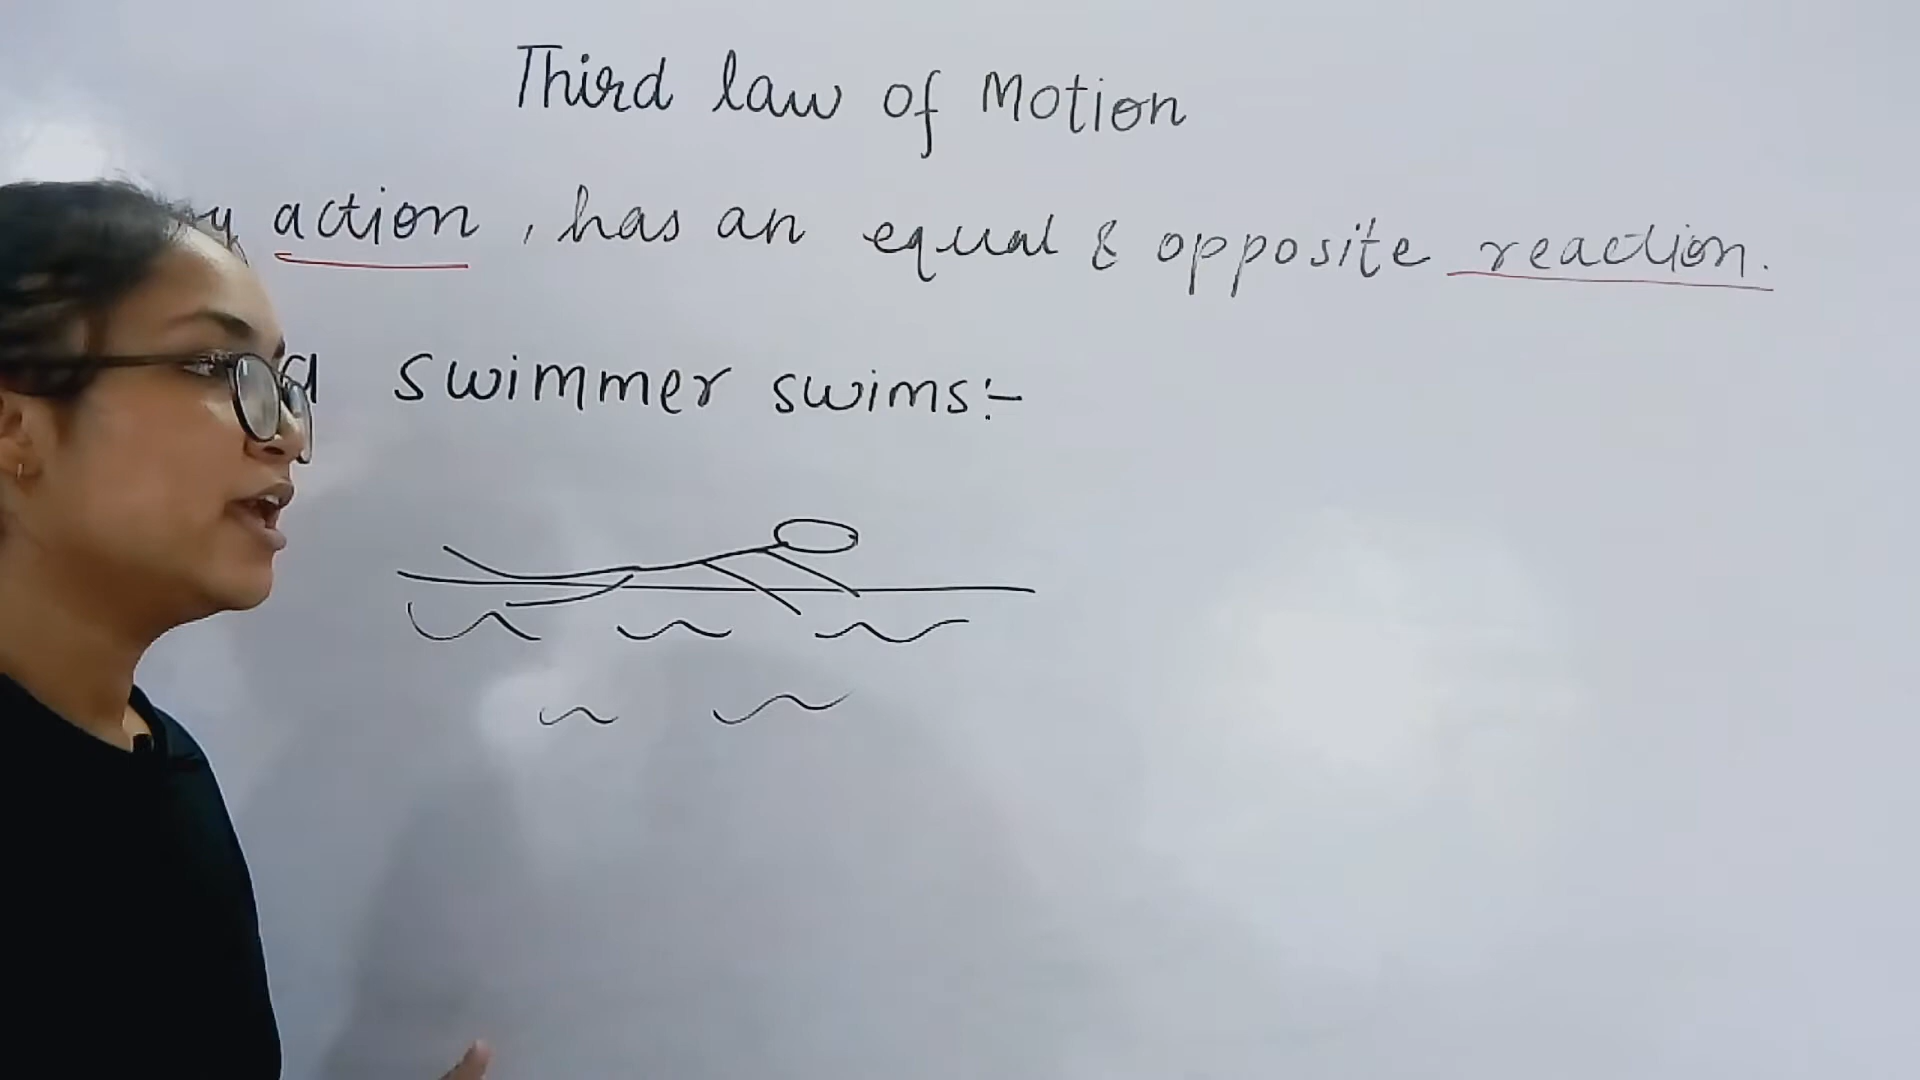 Third law of Motion
action , has an equal & opposite reaction.
swimmer swims:-